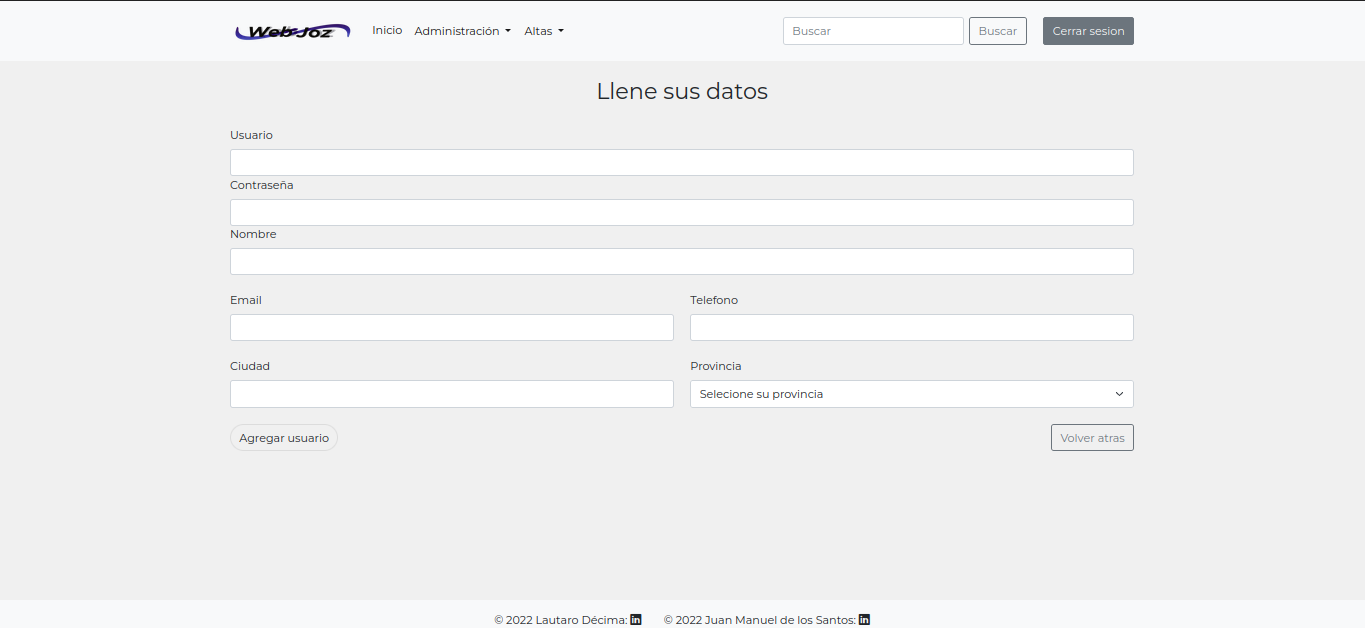 Web-Joz Inicio Administración Altas Buscar Buscar Cerrar sesion
Llene sus datos
Usuario
Contraseña
Nombre
Email Telefono
Ciudad Provincia
Selecione su provincia
Agregar usuario Volver atras
© 2022 Lautaro Décima: in © 2022 Juan Manuel de los Santos: in